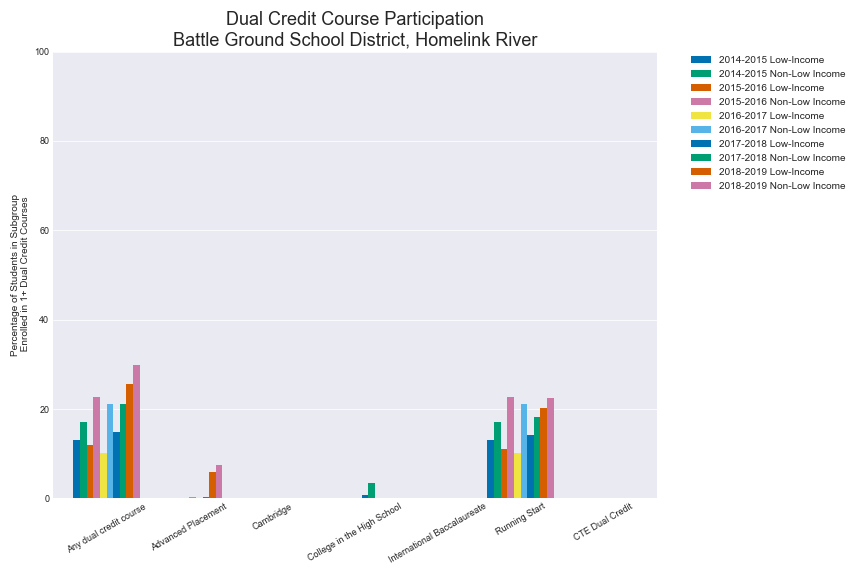 Dual Credit Course Participation
Battle Ground School District, Homelink River
Percentage of Students in Subgroup
Enrolled in 1+ Dual Credit Courses
100
80
60
40
20
0
Any dual credit course
Advanced Placement
Cambridge
College in the High School
International Baccalaureate
Running Start
CTE Dual Credit
2014-2015 Low-Income
2014-2015 Non-Low Income
2015-2016 Low-Income
2015-2016 Non-Low Income
2016-2017 Low-Income
2016-2017 Non-Low Income
2017-2018 Low-Income
2017-2018 Non-Low Income
2018-2019 Low-Income
2018-2019 Non-Low Income